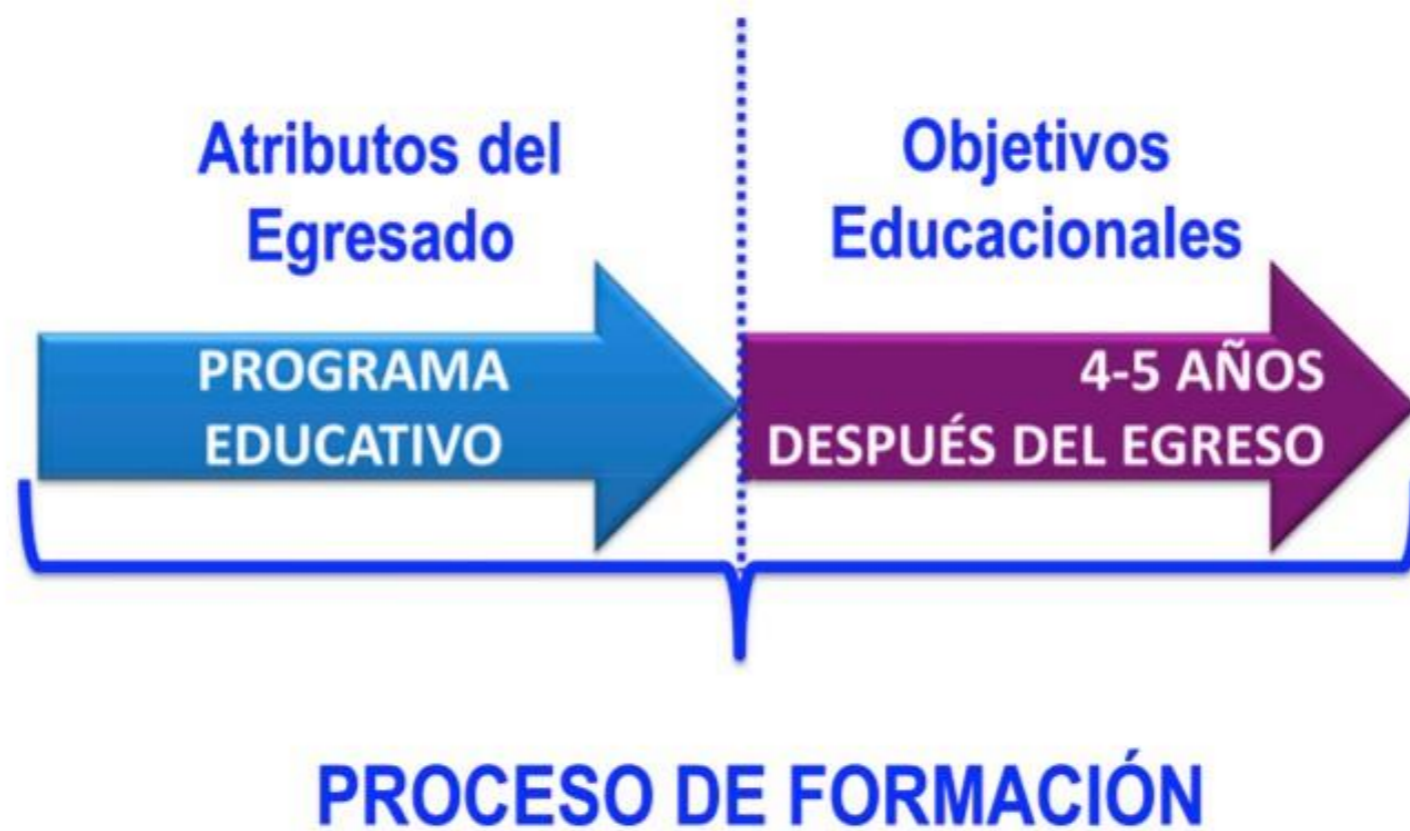 Atributos del
Egresado
Objetivos
Educacionales
PROGRAMA
EDUCATIVO
4-5 AÑOS
DESPUÉS DEL EGRESO
PROCESO DE FORMACIÓN